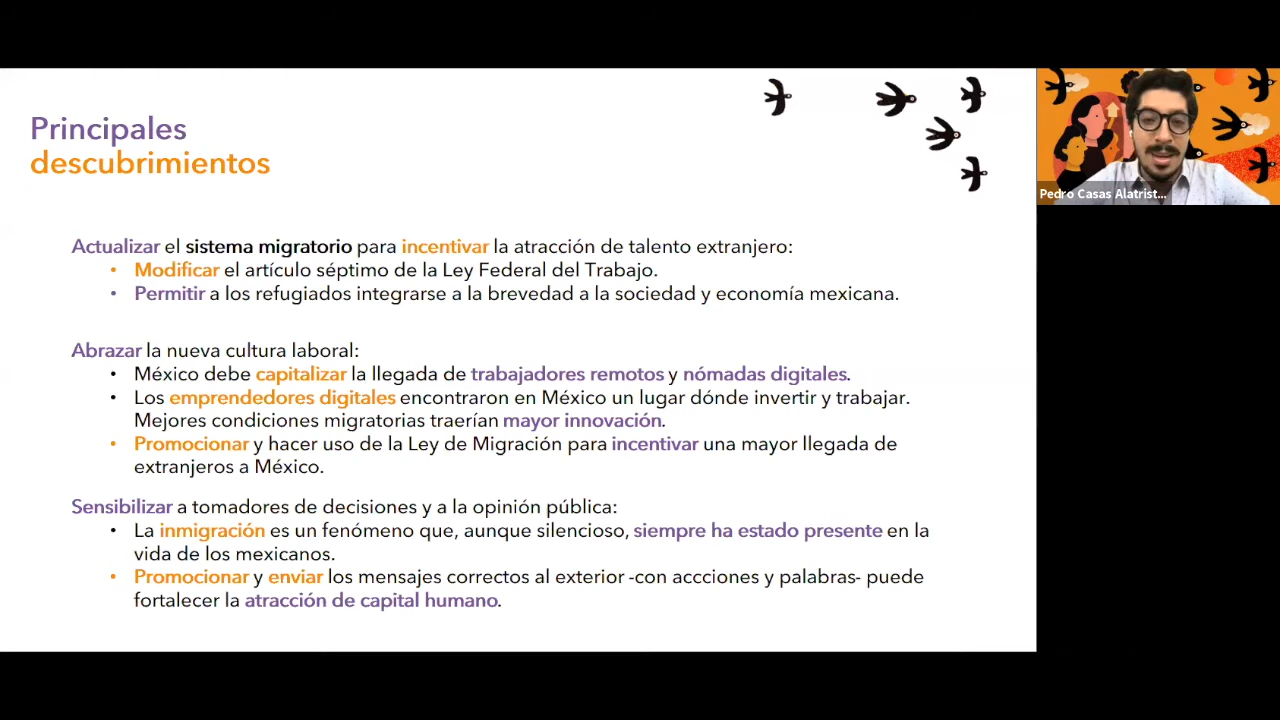 Principales
descubrimientos
Pedro Casas Alatrist...
Actualizar el sistema migratorio para incentivar la atracción de talento extranjero:
• Modificar el artículo séptimo de la Ley Federal del Trabajo.
• Permitir a los refugiados integrarse a la brevedad a la sociedad y economía mexicana.
Abrazar la nueva cultura laboral:
• México debe capitalizar la llegada de trabajadores remotos y nómadas digitales.
• Los emprendedores digitales encontraron en México un lugar dónde invertir y trabajar.
Mejores condiciones migratorias traerían mayor innovación.
• Promocionar y hacer uso de la Ley de Migración para incentivar una mayor llegada de
extranjeros a México.
Sensibilizar a tomadores de decisiones y a la opinión pública:
• La inmigración es un fenómeno que, aunque silencioso, siempre ha estado presente en la
vida de los mexicanos.
• Promocionar y enviar los mensajes correctos al exterior -con accciones y palabras- puede
fortalecer la atracción de capital humano.